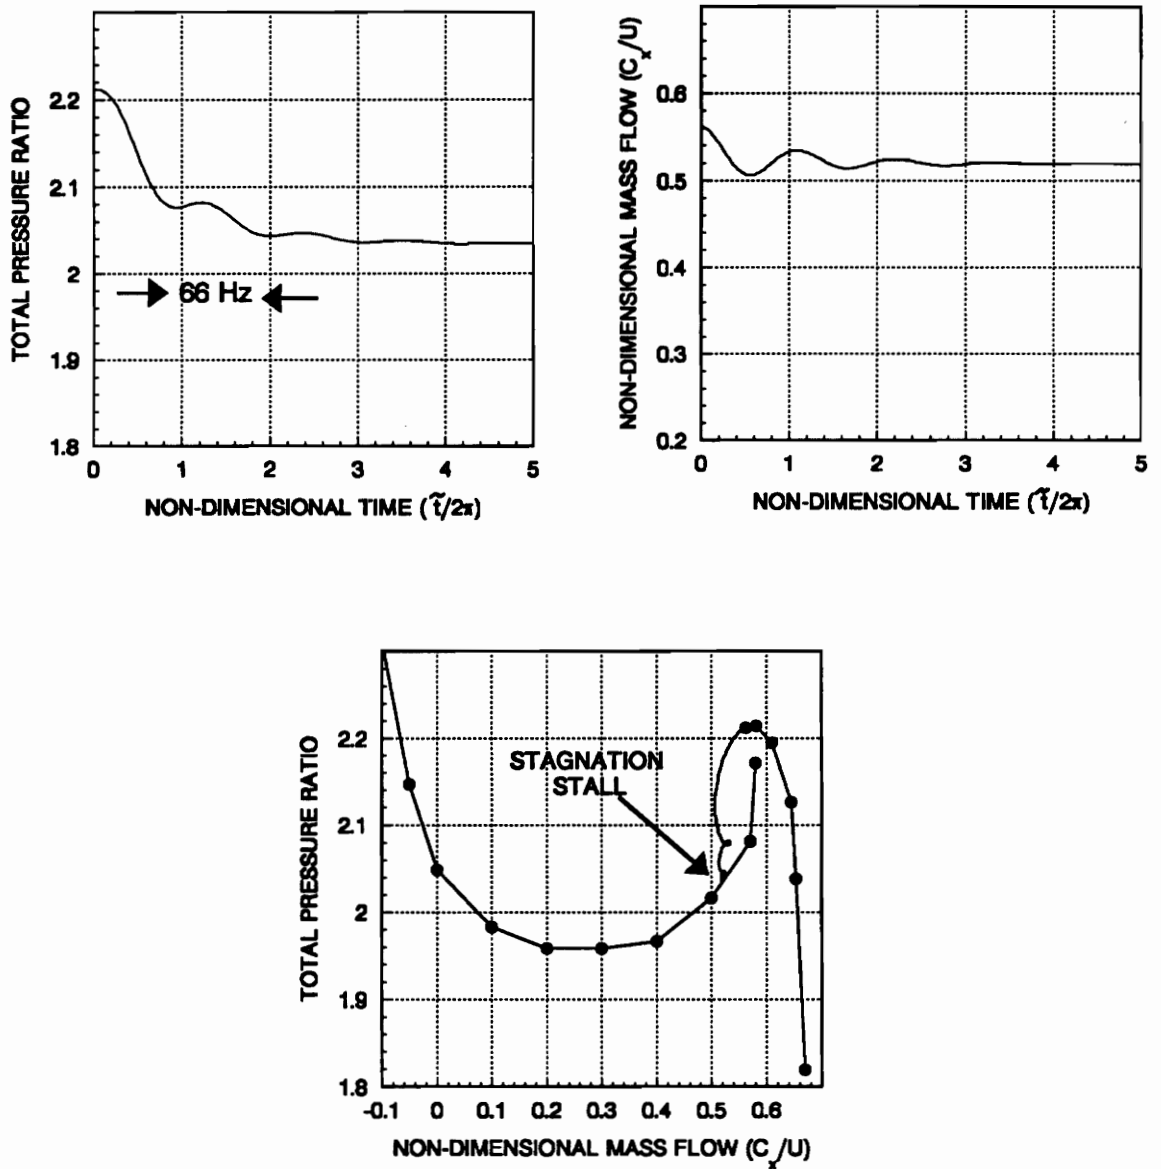 TOTAL PRESSURE RATIO
2.2
2.1
2
1.9
1.8
66 Hz
0 1 2 3 4 5
NON-DIMENSIONAL TIME (t̃/2π)
NON-DIMENSIONAL MASS FLOW (Cx/U)
0.6
0.5
0.4
0.3
0.2
0 1 2 3 4 5
NON-DIMENSIONAL TIME (t̃/2π)
TOTAL PRESSURE RATIO
2.2
2.1
2
1.9
1.8
STAGNATION
STALL
-0.1 0 0.1 0.2 0.3 0.4 0.5 0.6
NON-DIMENSIONAL MASS FLOW (Cx/U)